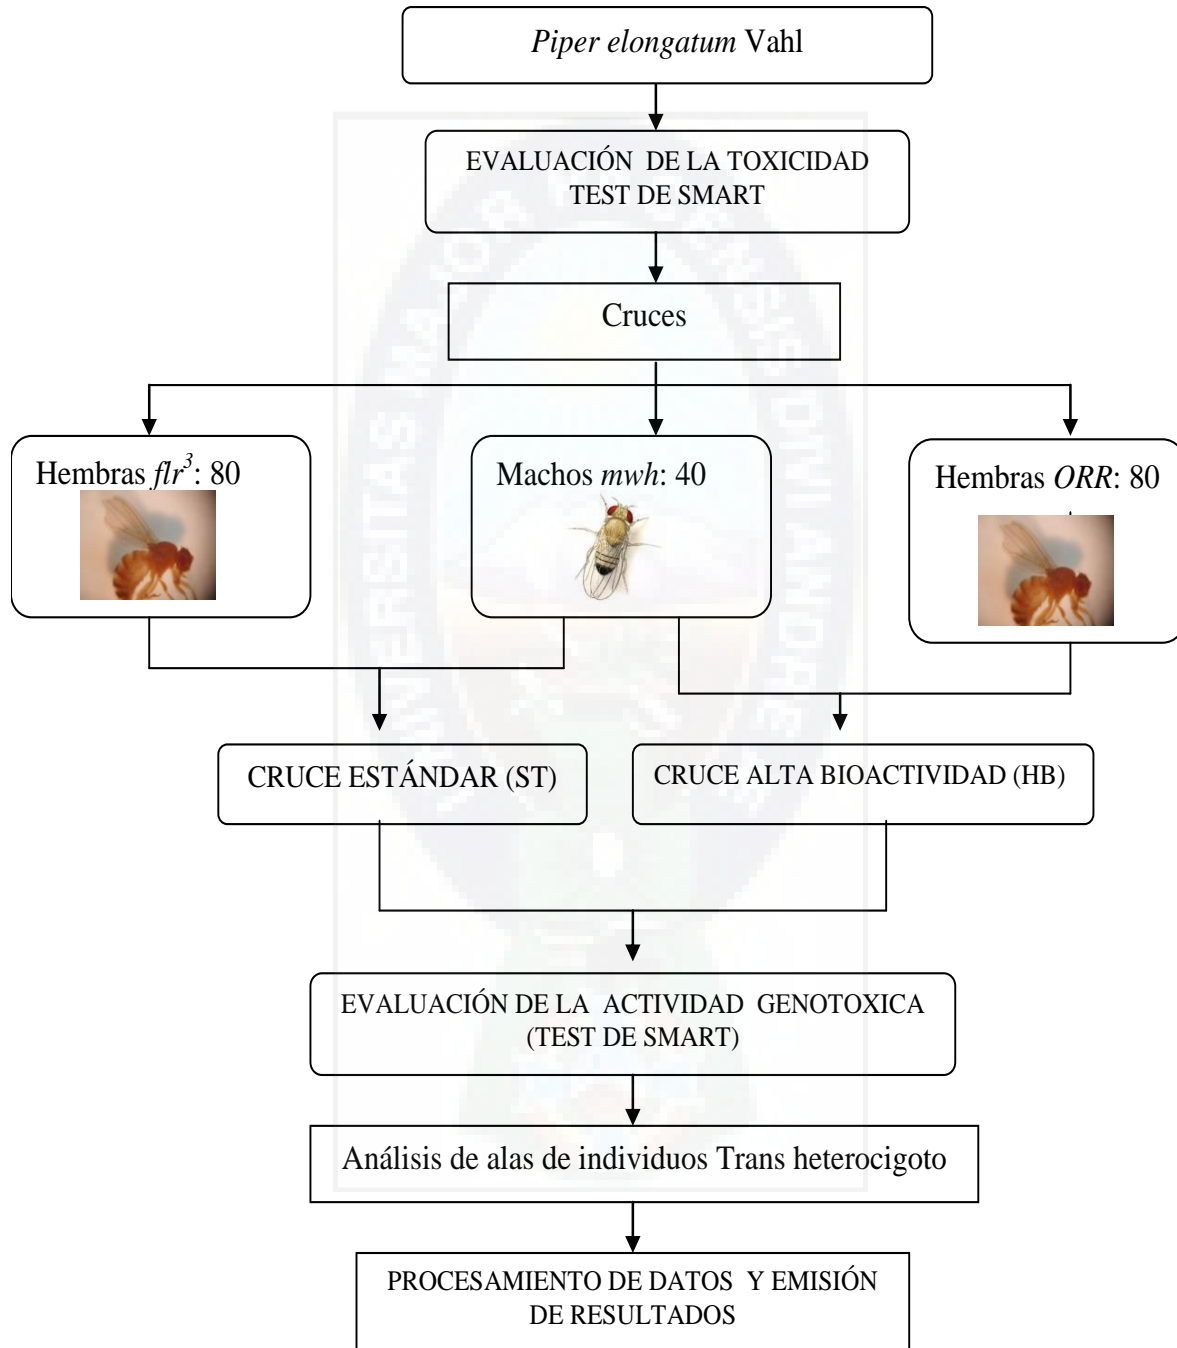 Piper elongatum Vahl
EVALUACIÓN DE LA TOXICIDAD
TEST DE SMART
Cruces
Hembras flr³: 80
Machos mwh: 40
Hembras ORR: 80
CRUCE ESTÁNDAR (ST)
CRUCE ALTA BIOACTIVIDAD (HB)
EVALUACIÓN DE LA ACTIVIDAD GENOTOXICA
(TEST DE SMART)
Análisis de alas de individuos Trans heterocigoto
PROCESAMIENTO DE DATOS Y EMISIÓN
DE RESULTADOS